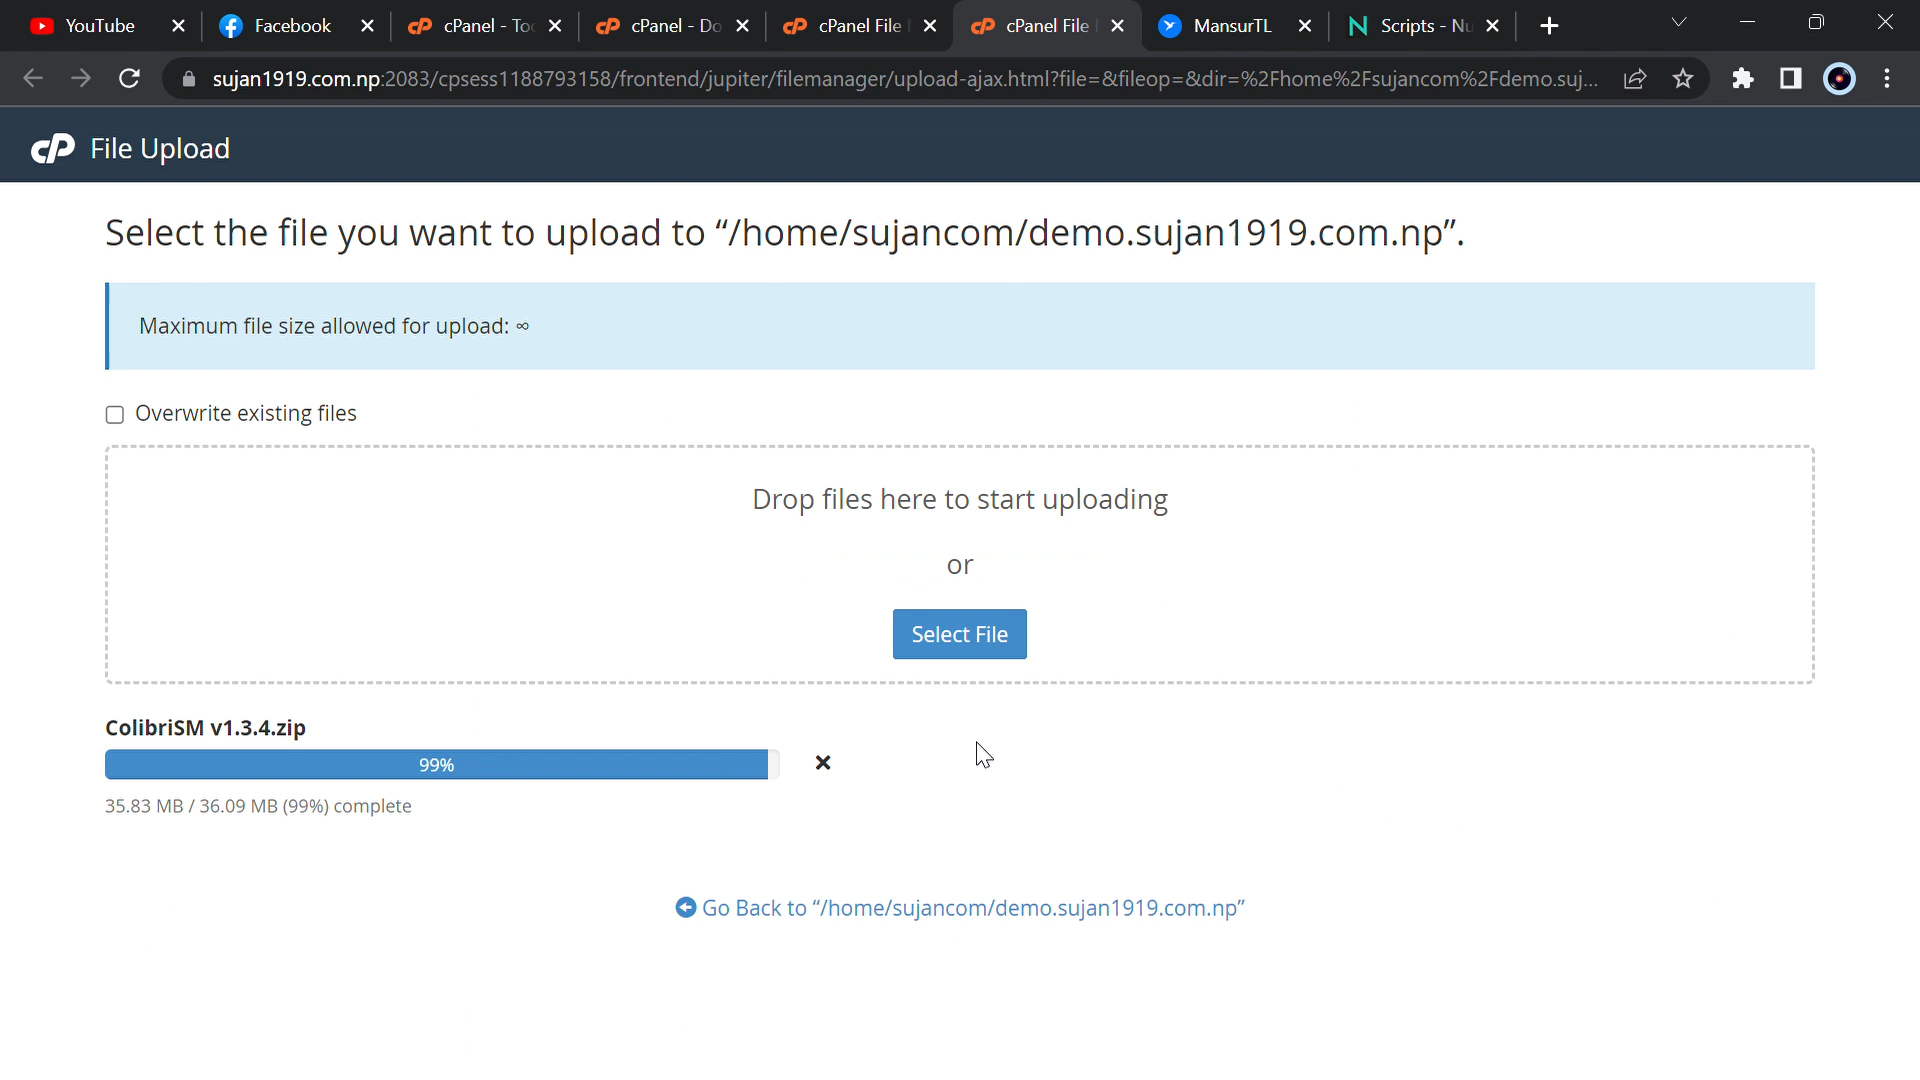 YouTube
Facebook
cPanel - To
cPanel - Do
cPanel File
cPanel File
MansurTL
Scripts - Nu
sujan1919.com.np:2083/cpsess1188793158/frontend/jupiter/filemanager/upload-ajax.html?file=&fileop=&dir=%2Fhome%2Fsujancom%2Fdemo.suj...
cP File Upload
Select the file you want to upload to “/home/sujancom/demo.sujan1919.com.np”.
Maximum file size allowed for upload: ∞
Overwrite existing files
Drop files here to start uploading
or
Select File
ColibriSM v1.3.4.zip
99%
35.83 MB / 36.09 MB (99%) complete
Go Back to “/home/sujancom/demo.sujan1919.com.np”